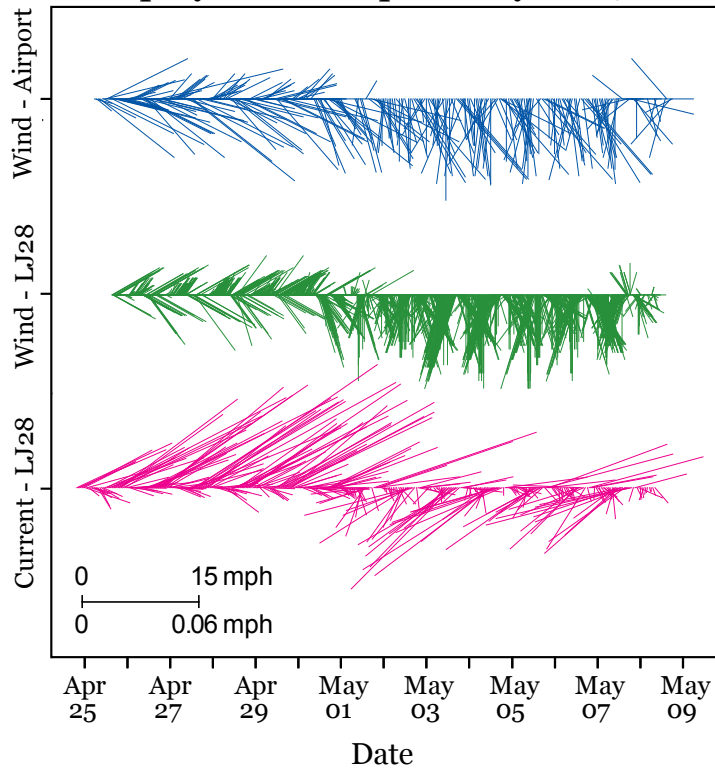 Wind - Airport
Wind - LJ28
Current - LJ28
0 15 mph
0 0.06 mph
Apr 25
Apr 27
Apr 29
May 01
May 03
May 05
May 07
May 09
Date